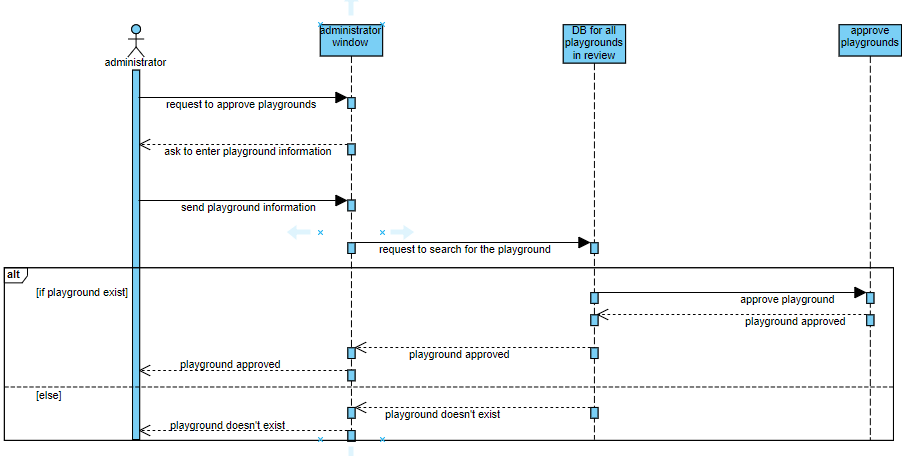 administrator
administrator
window
DB for all
playgrounds
in review
approve
playgrounds
request to approve playgrounds
ask to enter playground information
send playground information
request to search for the playground
alt
[if playground exist]
approve playground
playground approved
playground approved
playground approved
[else]
playground doesn't exist
playground doesn't exist